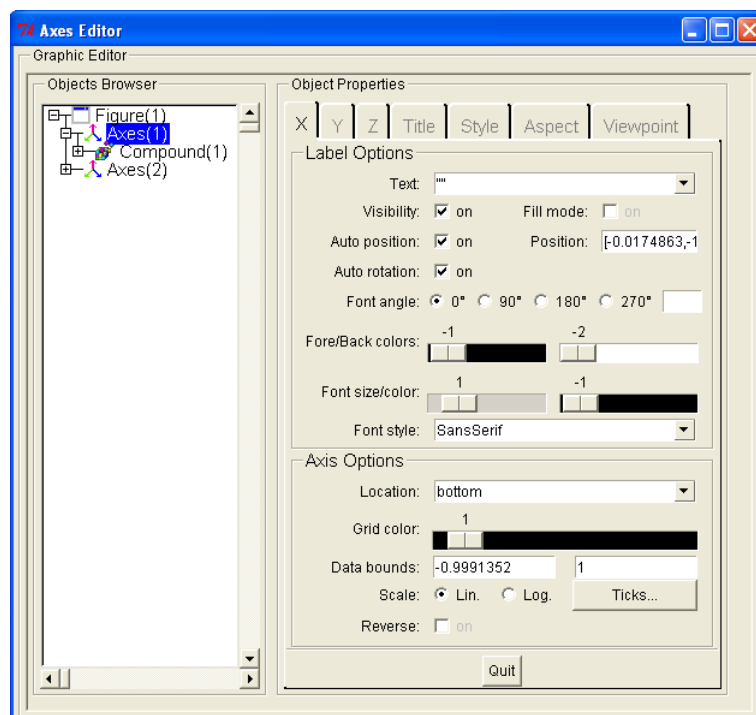 Axes Editor
Graphic Editor
Objects Browser
Figure(1)
Axes(1)
Compound(1)
Axes(2)
Object Properties
X Y Z Title Style Aspect Viewpoint
Label Options
Text: ""
Visibility: on Fill mode: on
Auto position: on Position: [-0.0174863,-1
Auto rotation: on
Font angle: 0° 90° 180° 270°
-1 -2
Fore/Back colors:
1 -1
Font size/color:
Font style: SansSerif
Axis Options
Location: bottom
1
Grid color:
Data bounds: -0.9991352 1
Scale: Lin. Log. Ticks...
Reverse: on
Quit